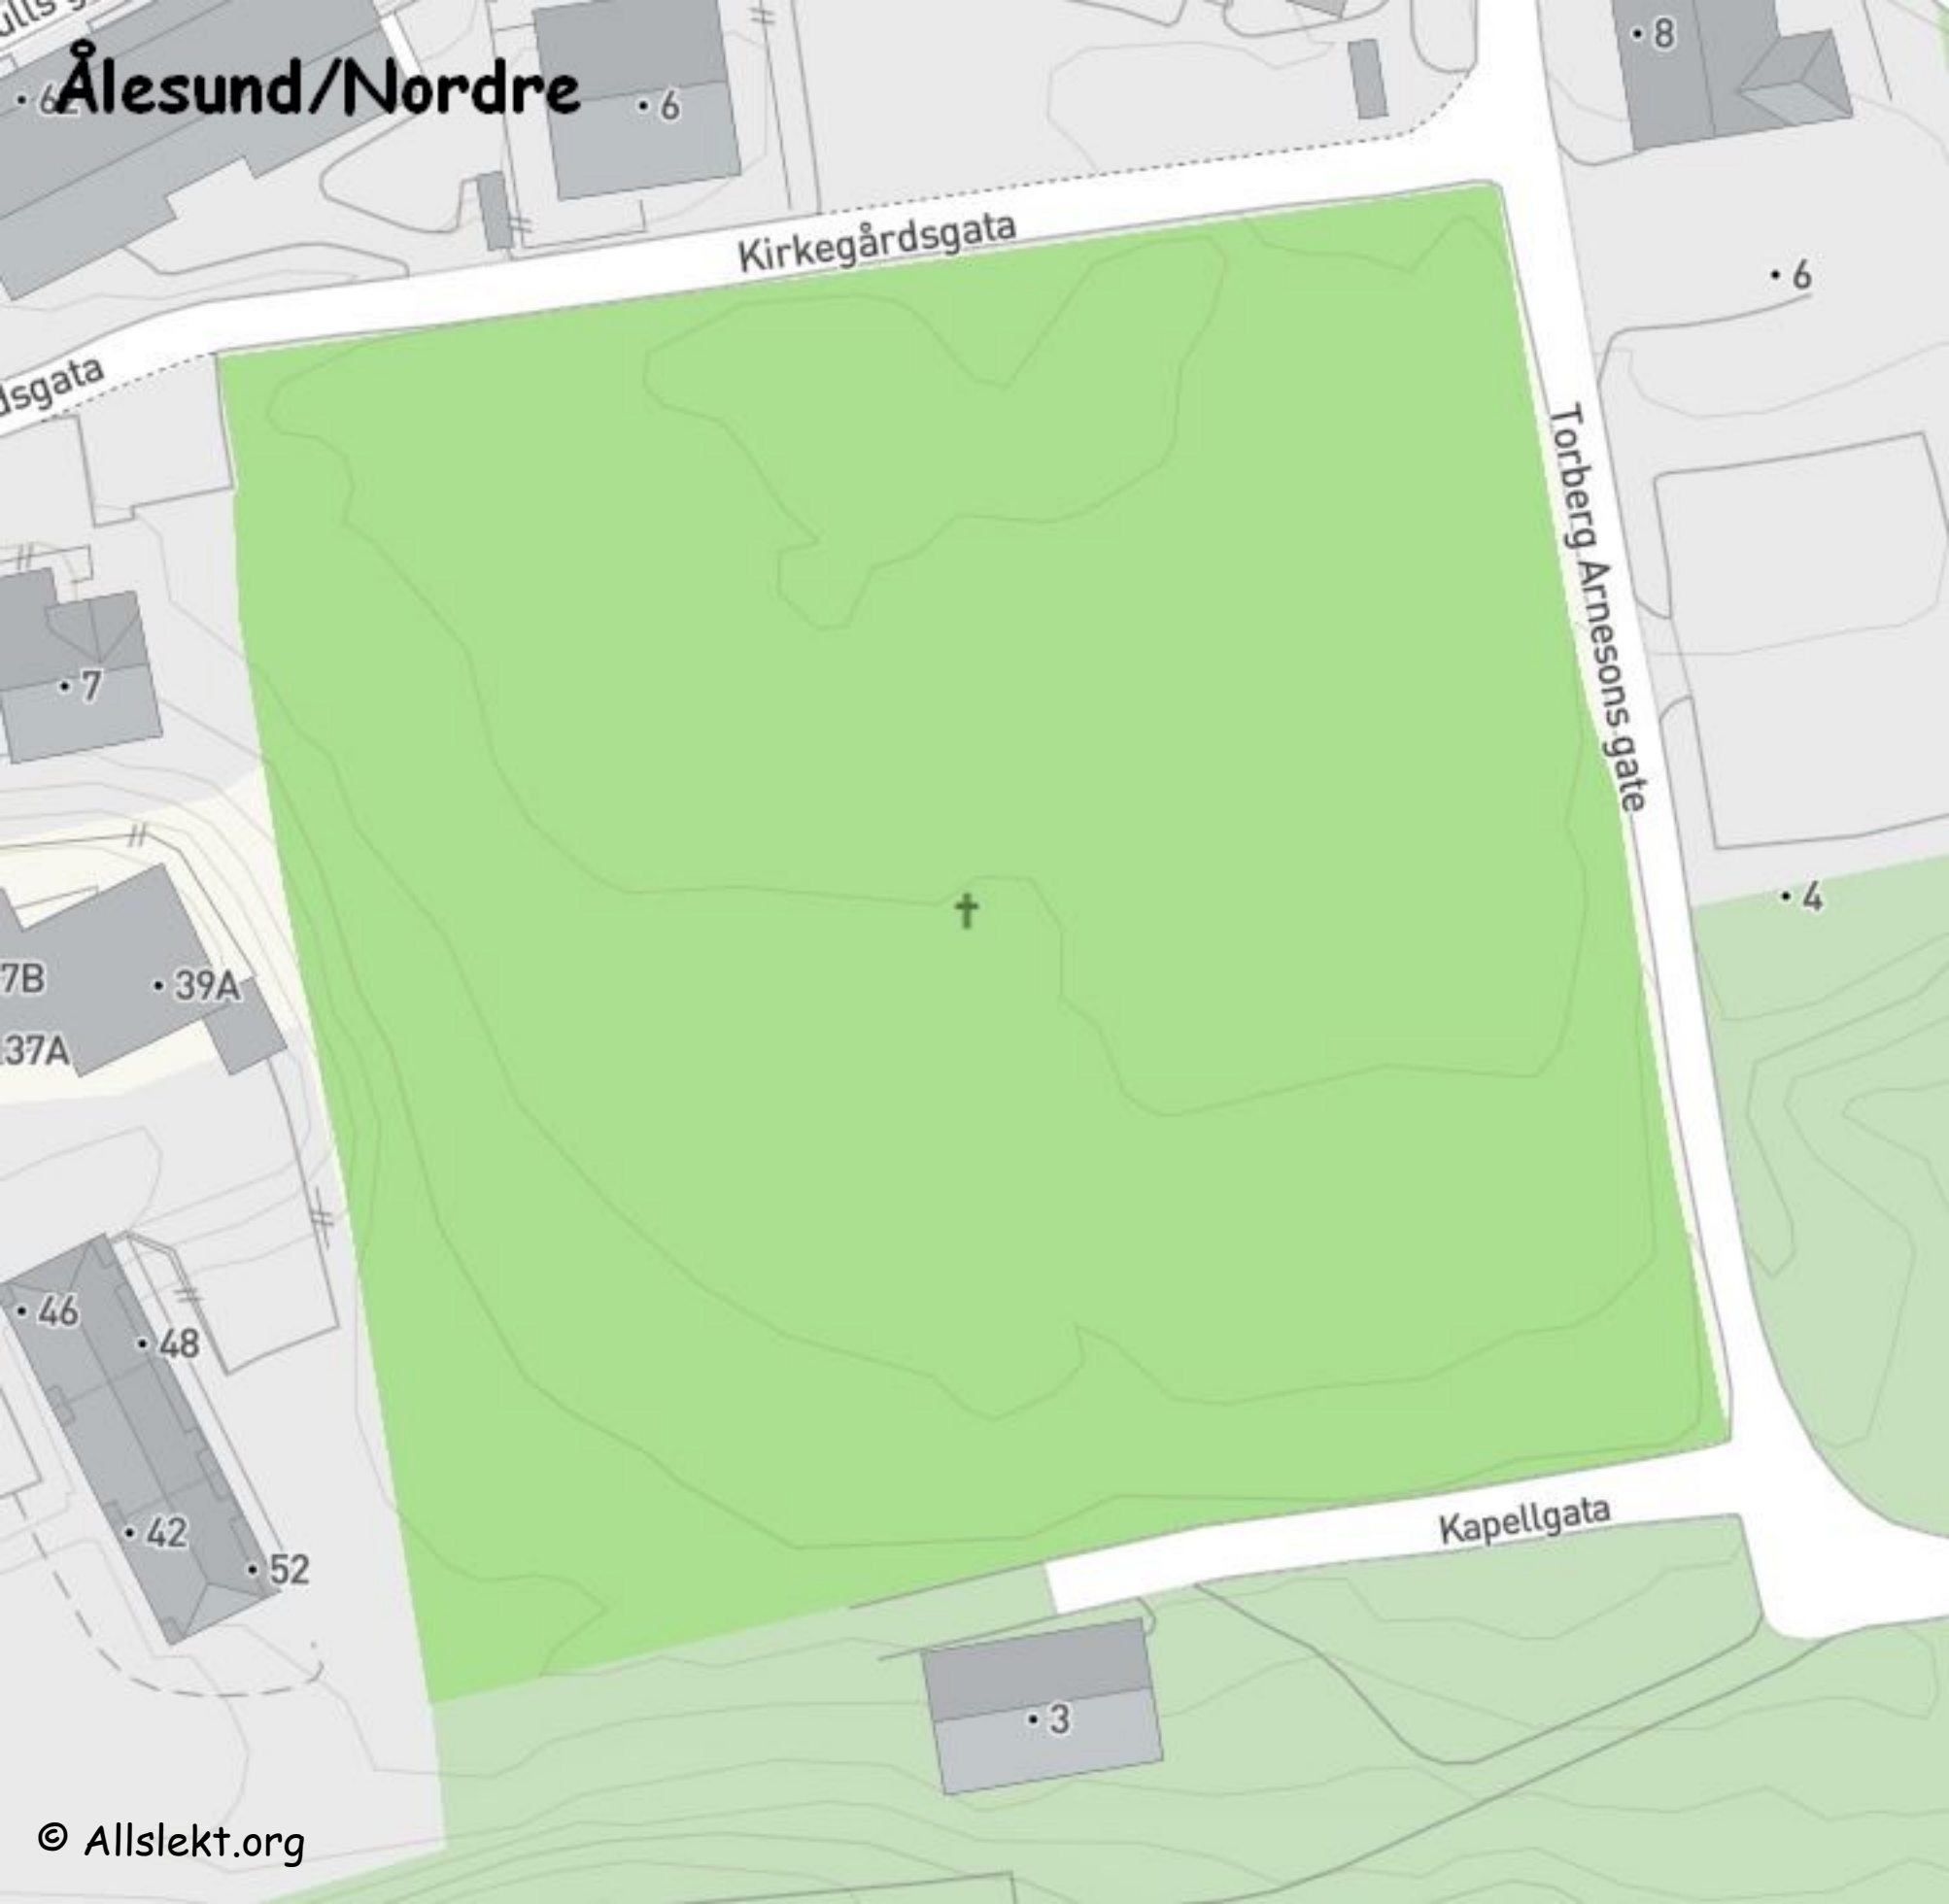 Ålesund/Nordre
6
8
Kirkegårdsgata
6
dsgata
Torberg Arnesons gate
7
4
7B
39A
37A
46
48
42
52
Kapellgata
3
© Allslekt.org